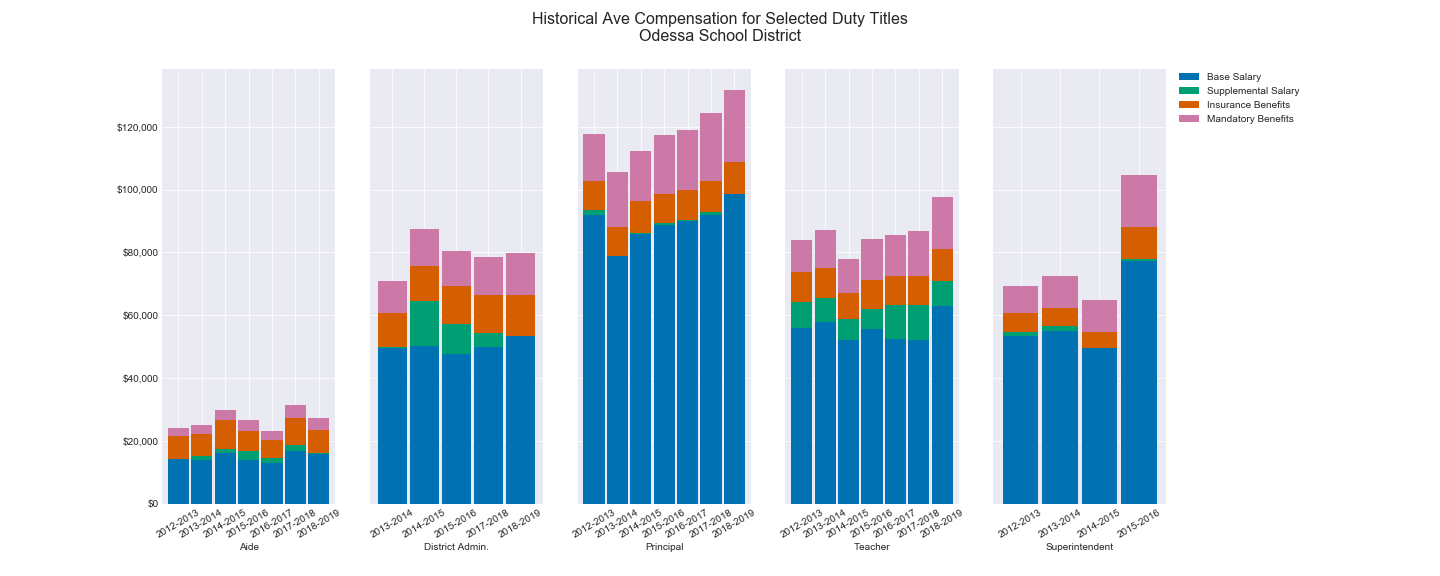 Historical Ave Compensation for Selected Duty Titles
Odessa School District
Base Salary
Supplemental Salary
Insurance Benefits
Mandatory Benefits
$120,000
$100,000
$80,000
$60,000
$40,000
$20,000
$0
2012-2013 2013-2014 2014-2015 2015-2016 2016-2017 2017-2018 2018-2019
Aide
2013-2014 2014-2015 2015-2016 2017-2018 2018-2019
District Admin.
2012-2013 2013-2014 2014-2015 2015-2016 2016-2017 2017-2018 2018-2019
Principal
2012-2013 2013-2014 2014-2015 2015-2016 2016-2017 2017-2018 2018-2019
Teacher
2012-2013 2013-2014 2014-2015 2015-2016
Superintendent